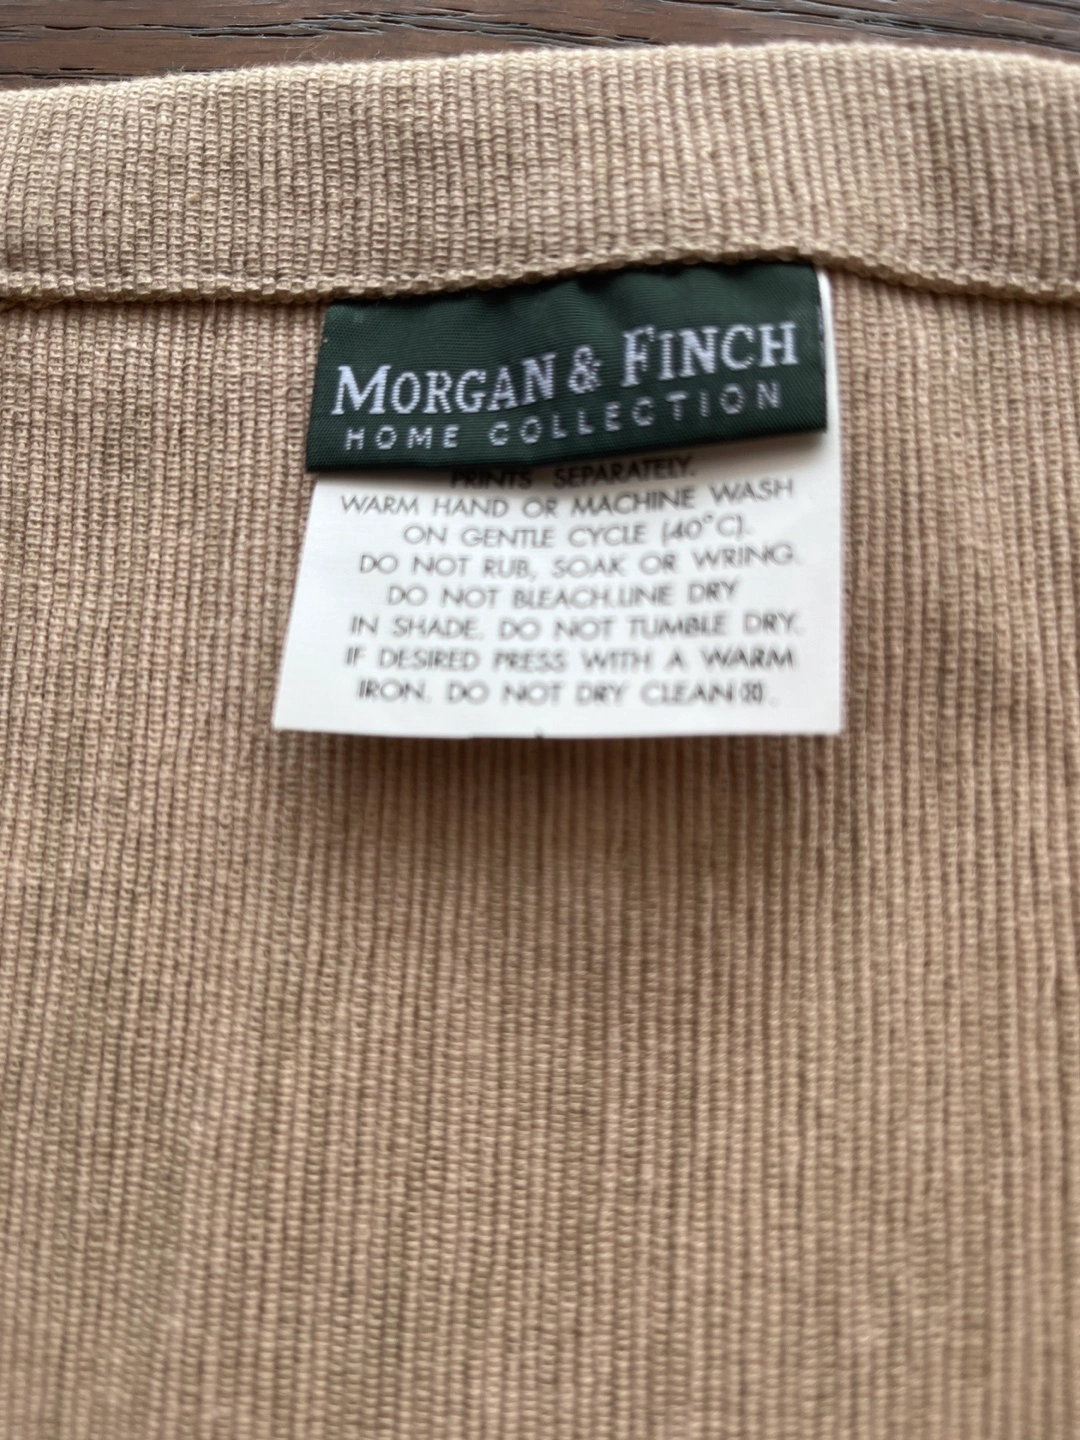 MORGAN & FINCH
HOME COLLECTION
PRINTS SEPARATELY.
WARM HAND OR MACHINE WASH
ON GENTLE CYCLE (40°C).
DO NOT RUB, SOAK OR WRING.
DO NOT BLEACH.LINE DRY
IN SHADE. DO NOT TUMBLE DRY.
IF DESIRED PRESS WITH A WARM
IRON. DO NOT DRY CLEAN.